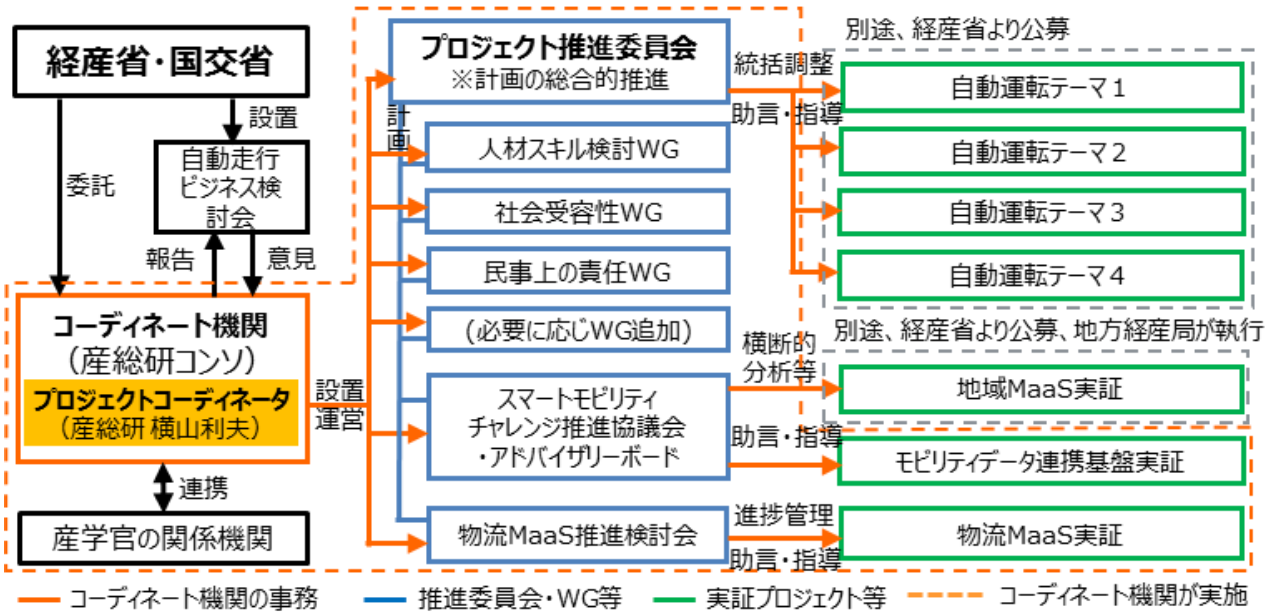 経産省・国交省
設置
委託
自動走行
ビジネス検
討会
報告
意見
コーディネート機関
（産総研コンソ）
プロジェクトコーディネータ
（産総研 横山利夫）
設置
運営
連携
産学官の関係機関
プロジェクト推進委員会
※計画の総合的推進
計
画
人材スキル検討WG
社会受容性WG
民事上の責任WG
(必要に応じWG追加)
スマートモビリティ
チャレンジ推進協議会
・アドバイザリーボード
物流MaaS推進検討会
統括調整
助言・指導
横断的
分析等
助言・指導
進捗管理
助言・指導
別途、経産省より公募
自動運転テーマ１
自動運転テーマ２
自動運転テーマ３
自動運転テーマ４
別途、経産省より公募、地方経産局が執行
地域MaaS実証
モビリティデータ連携基盤実証
物流MaaS実証
コーディネート機関の事務
推進委員会・WG等
実証プロジェクト等
コーディネート機関が実施